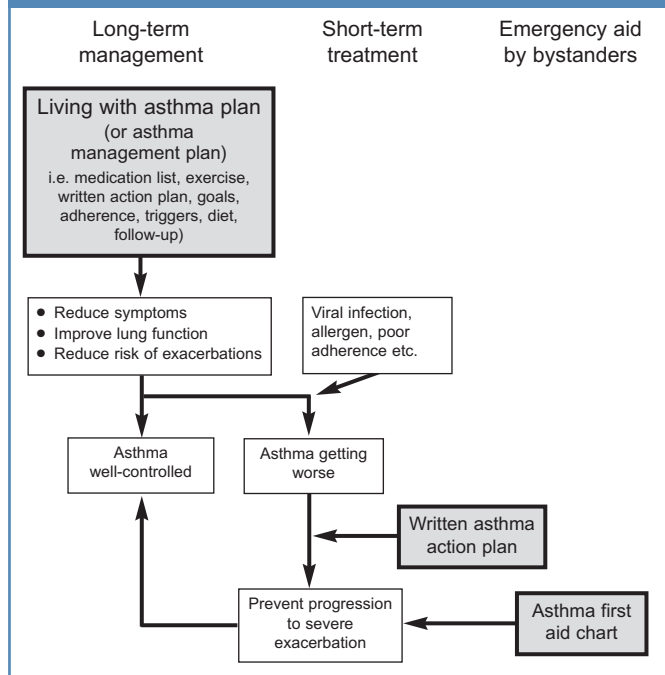 Long-term
management
Short-term
treatment
Emergency aid
by bystanders
Living with asthma plan
(or asthma
management plan)
i.e. medication list, exercise,
written action plan, goals,
adherence, triggers, diet,
follow-up)
● Reduce symptoms
● Improve lung function
● Reduce risk of exacerbations
Viral infection,
allergen, poor
adherence etc.
Asthma
well-controlled
Asthma getting
worse
Written asthma
action plan
Prevent progression
to severe
exacerbation
Asthma first
aid chart